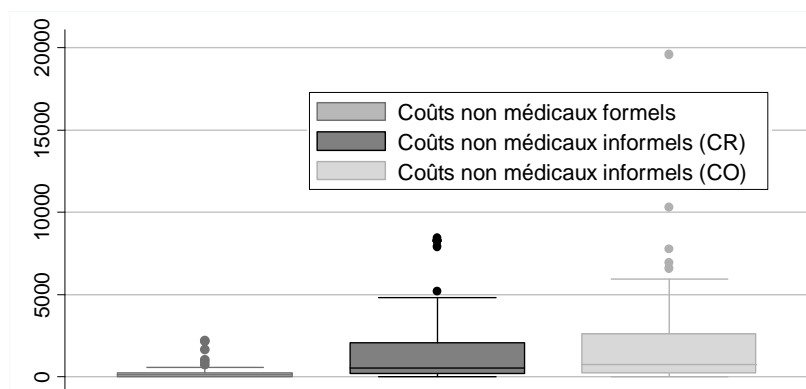 20000
15000
10000
5000
0
Coûts non médicaux formels
Coûts non médicaux informels (CR)
Coûts non médicaux informels (CO)